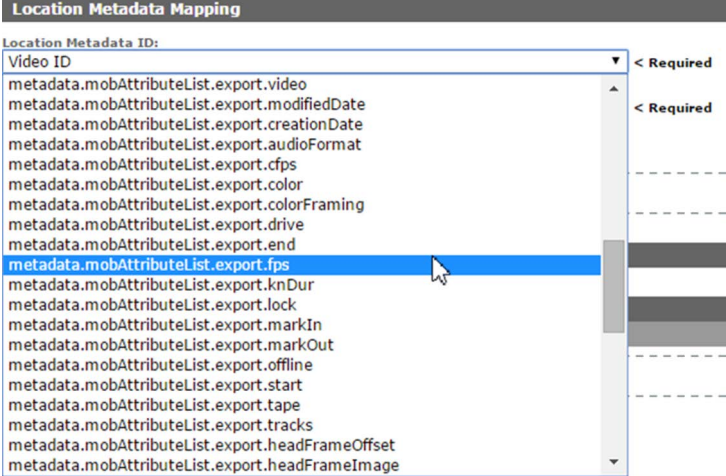 Location Metadata Mapping
Location Metadata ID:
Video ID
< Required
metadata.mobAttributeList.export.video
metadata.mobAttributeList.export.modifiedDate
< Required
metadata.mobAttributeList.export.creationDate
metadata.mobAttributeList.export.audioFormat
metadata.mobAttributeList.export.cfps
metadata.mobAttributeList.export.color
metadata.mobAttributeList.export.colorFraming
metadata.mobAttributeList.export.drive
metadata.mobAttributeList.export.end
metadata.mobAttributeList.export.fps
metadata.mobAttributeList.export.knDur
metadata.mobAttributeList.export.lock
metadata.mobAttributeList.export.markIn
metadata.mobAttributeList.export.markOut
metadata.mobAttributeList.export.offline
metadata.mobAttributeList.export.start
metadata.mobAttributeList.export.tape
metadata.mobAttributeList.export.tracks
metadata.mobAttributeList.export.headFrameOffset
metadata.mobAttributeList.export.headFrameImage